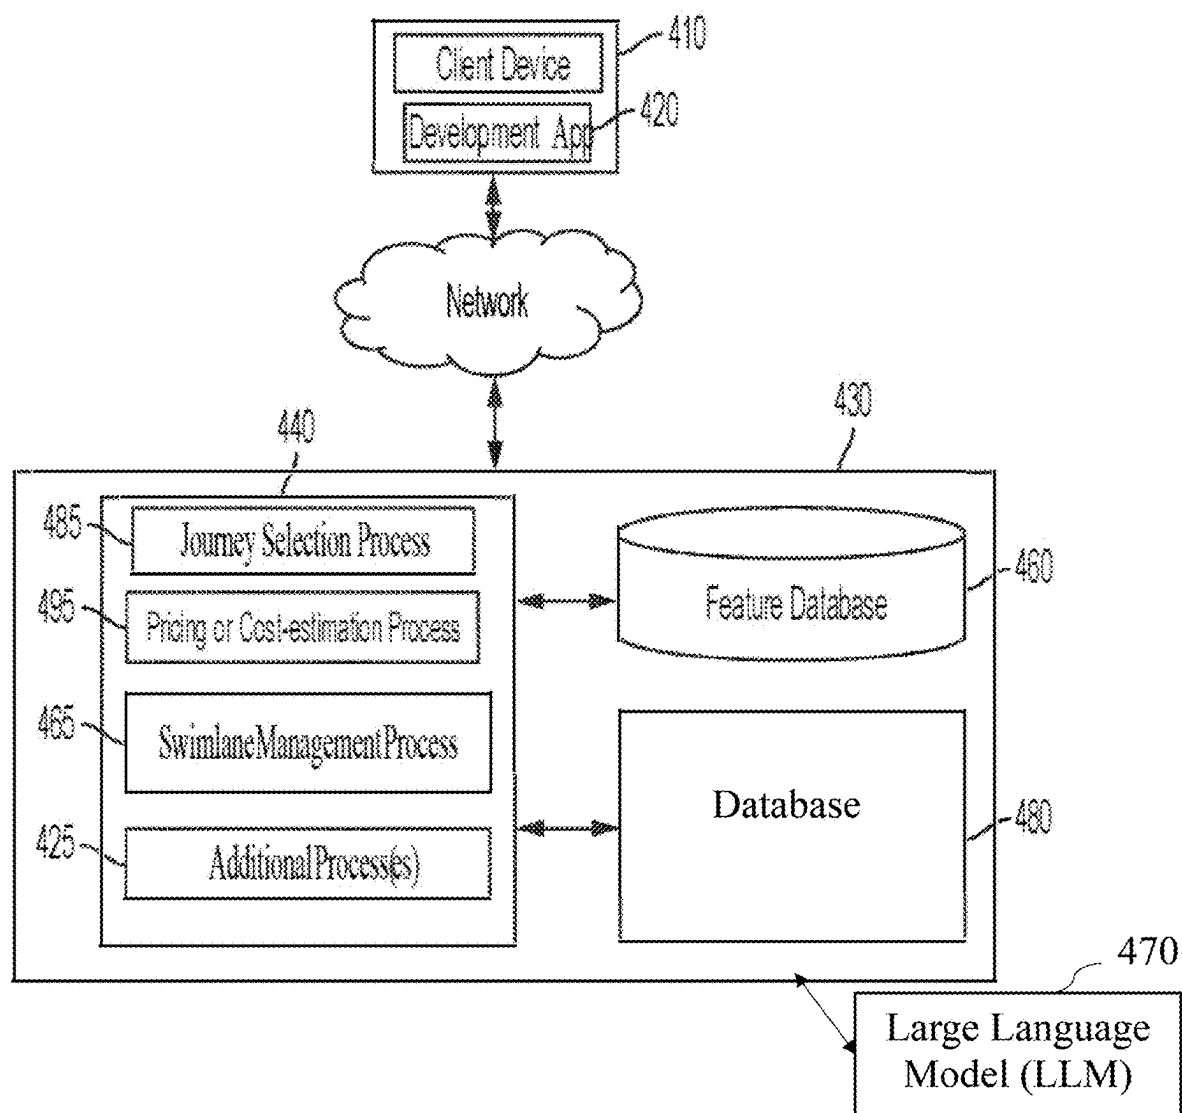 410
Client Device
420
Development App
Network
440
430
485
Journey Selection Process
495
Pricing or Cost-estimation Process
460
Feature Database
465
SwimlaneManagementProcess
Database
480
425
AdditionalProcess(es)
470
Large Language
Model (LLM)